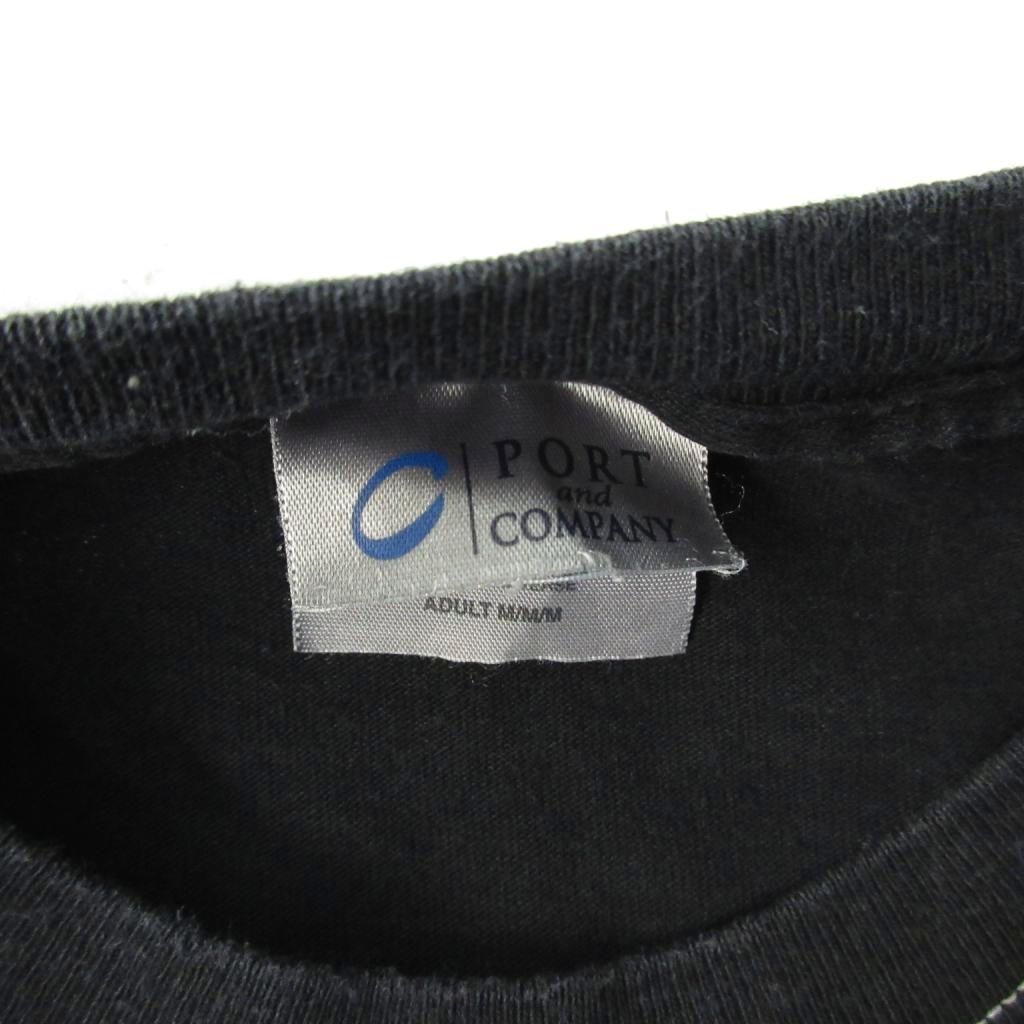 PORT
and
COMPANY
ADULT M/M/M